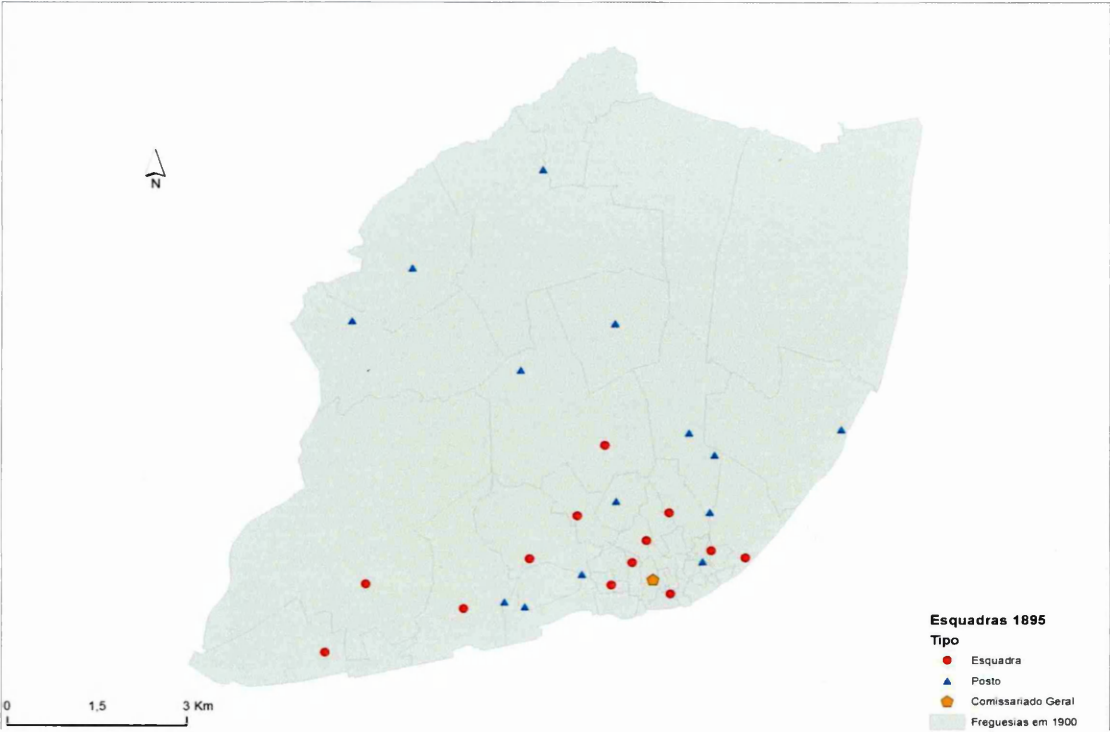 N
Esquadras 1895
Tipo
Esquadra
Posto
Comissariado Geral
Freguesias em 1900
0 1,5 3 Km